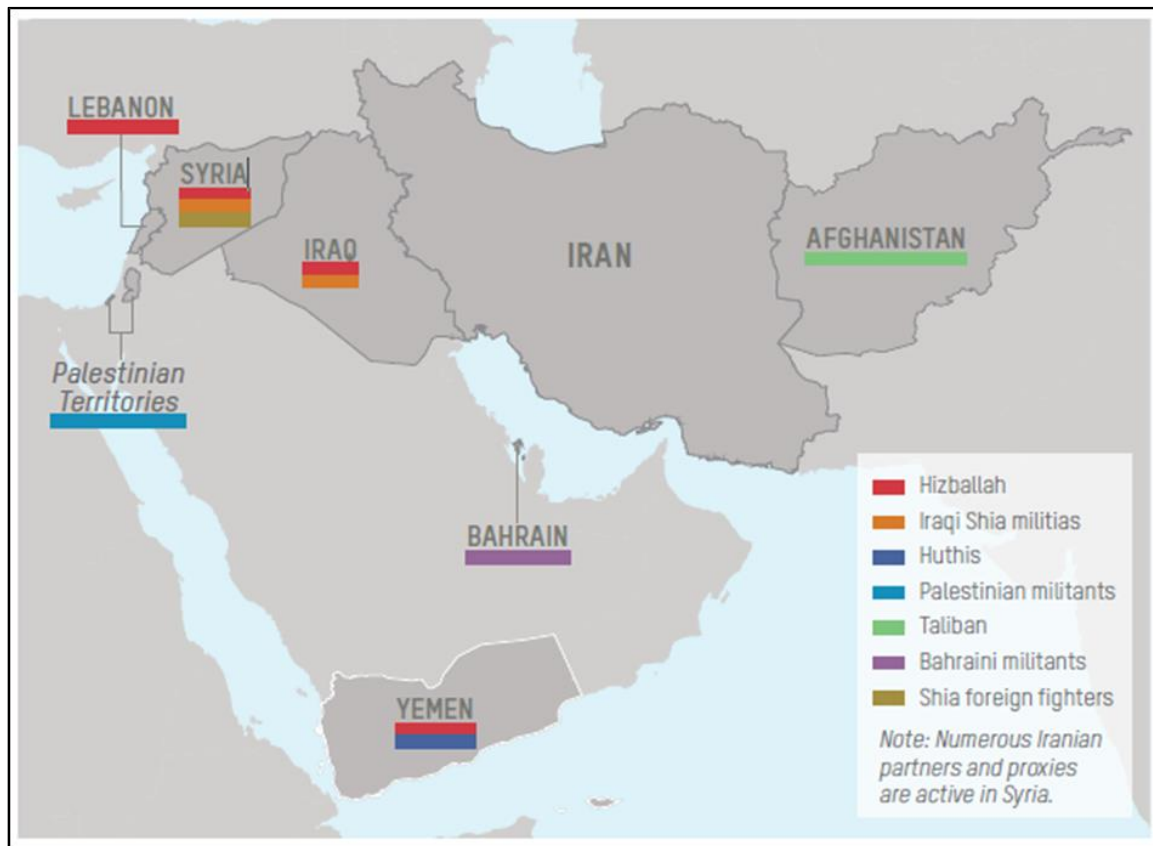 LEBANON
SYRIA
IRAQ
IRAN
AFGHANISTAN
Palestinian
Territories
BAHRAIN
YEMEN
Hizballah
Iraqi Shia militias
Huthis
Palestinian militants
Taliban
Bahraini militants
Shia foreign fighters
Note: Numerous Iranian
partners and proxies
are active in Syria.